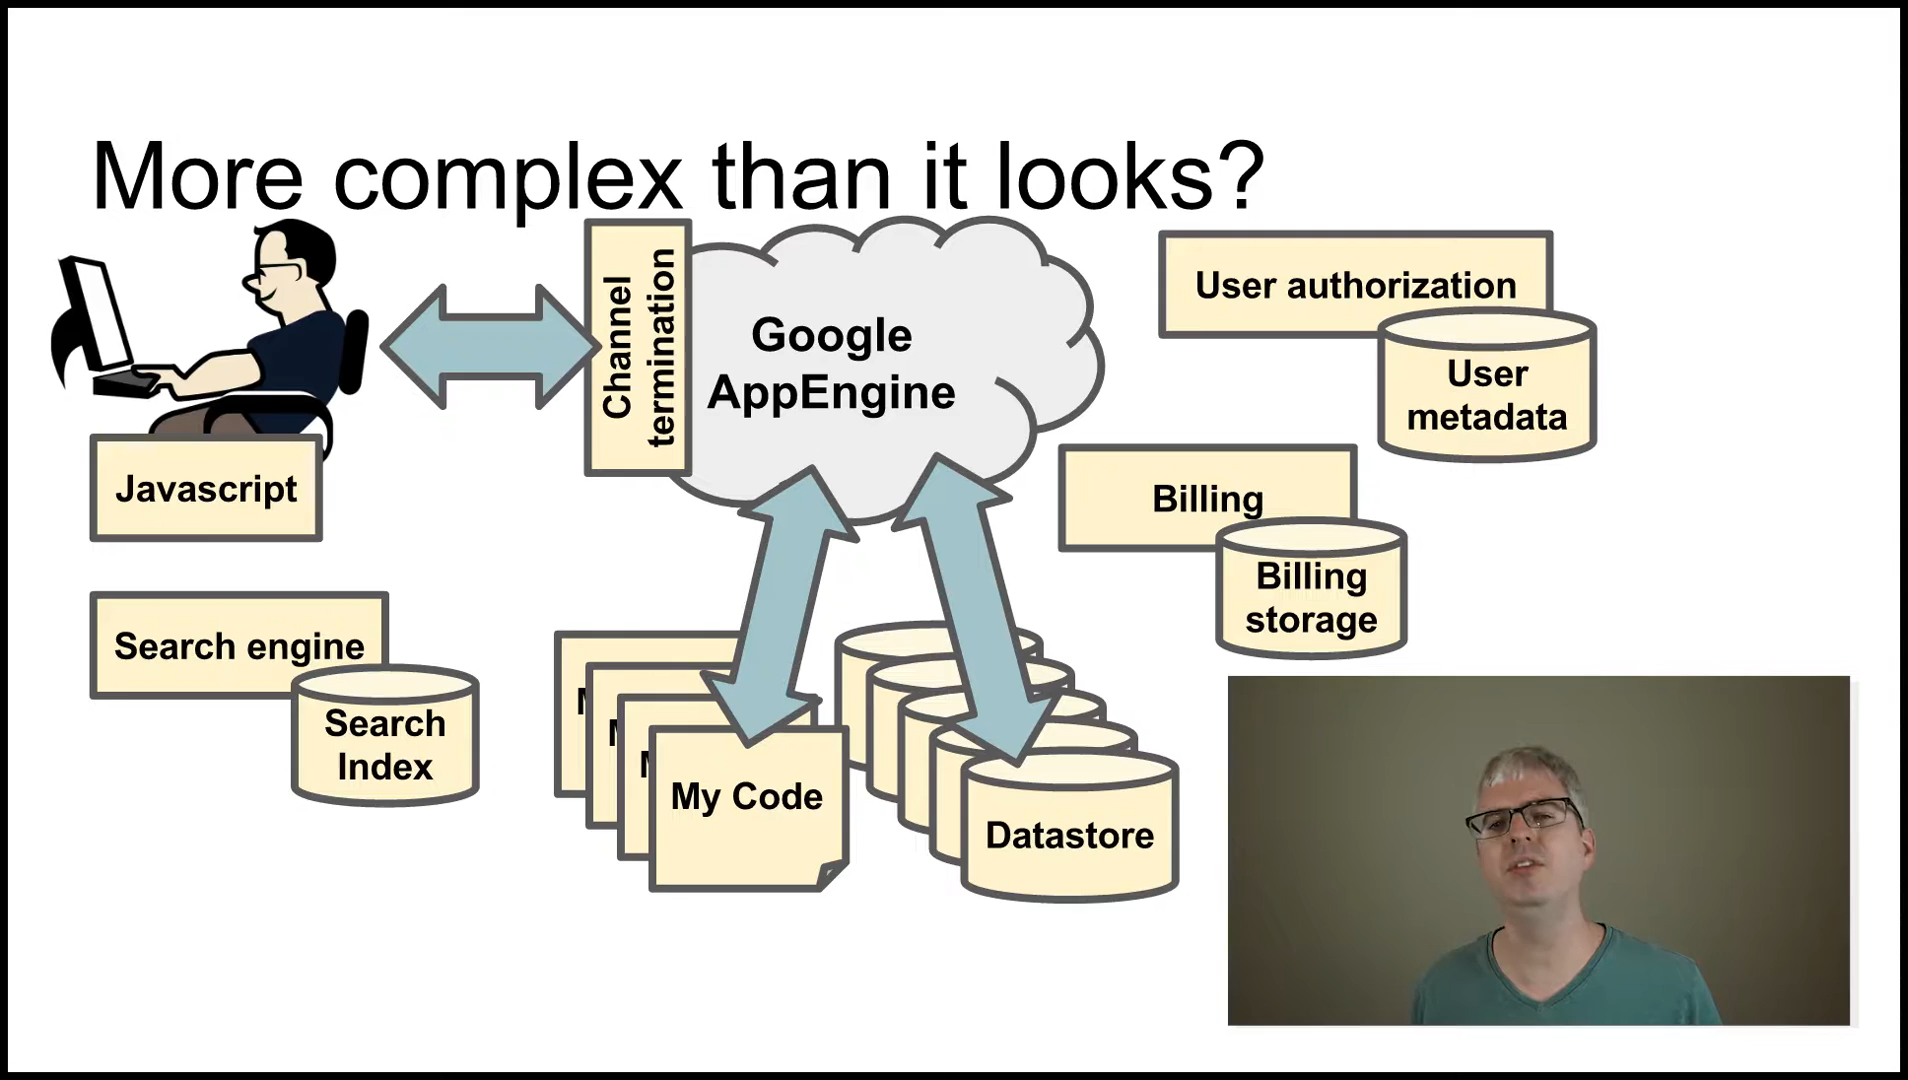 More complex than it looks?
Channel
termination
Google
AppEngine
User authorization
User
metadata
Javascript
Billing
Billing
storage
Search engine
Search
Index
M
M
M
My Code
Datastore